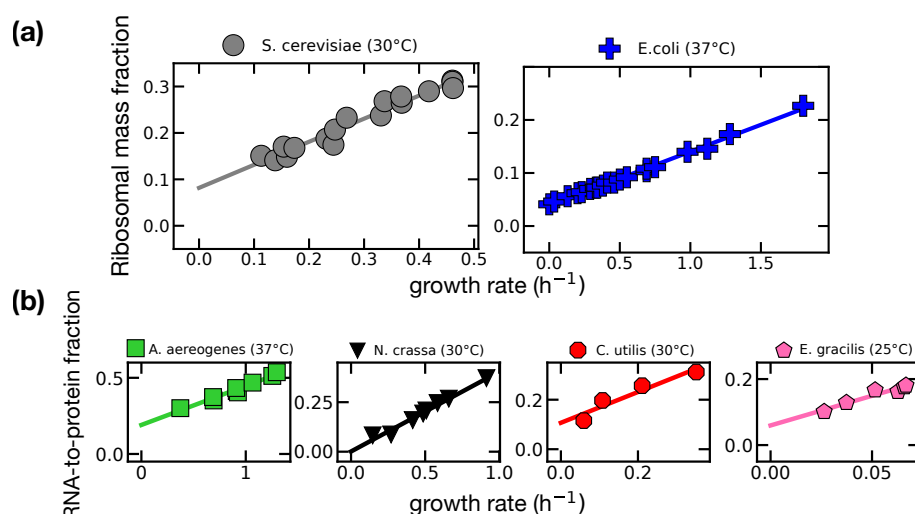 (a)
S. cerevisiae (30°C)
E.coli (37°C)
Ribosomal mass fraction
0.3
0.2
0.1
0.0
0.0 0.1 0.2 0.3 0.4 0.5
0.2
0.1
0.0
0.0 0.5 1.0 1.5
growth rate (h⁻¹)
(b)
RNA-to-protein fraction
A. aereogenes (37°C)
N. crassa (30°C)
C. utilis (30°C)
E. gracilis (25°C)
0.5
0.0
0 1
0.25
0.00
0.0 0.5 1.0
0.2
0.0
0.0 0.2
0.2
0.0
0.00 0.05
growth rate (h⁻¹)